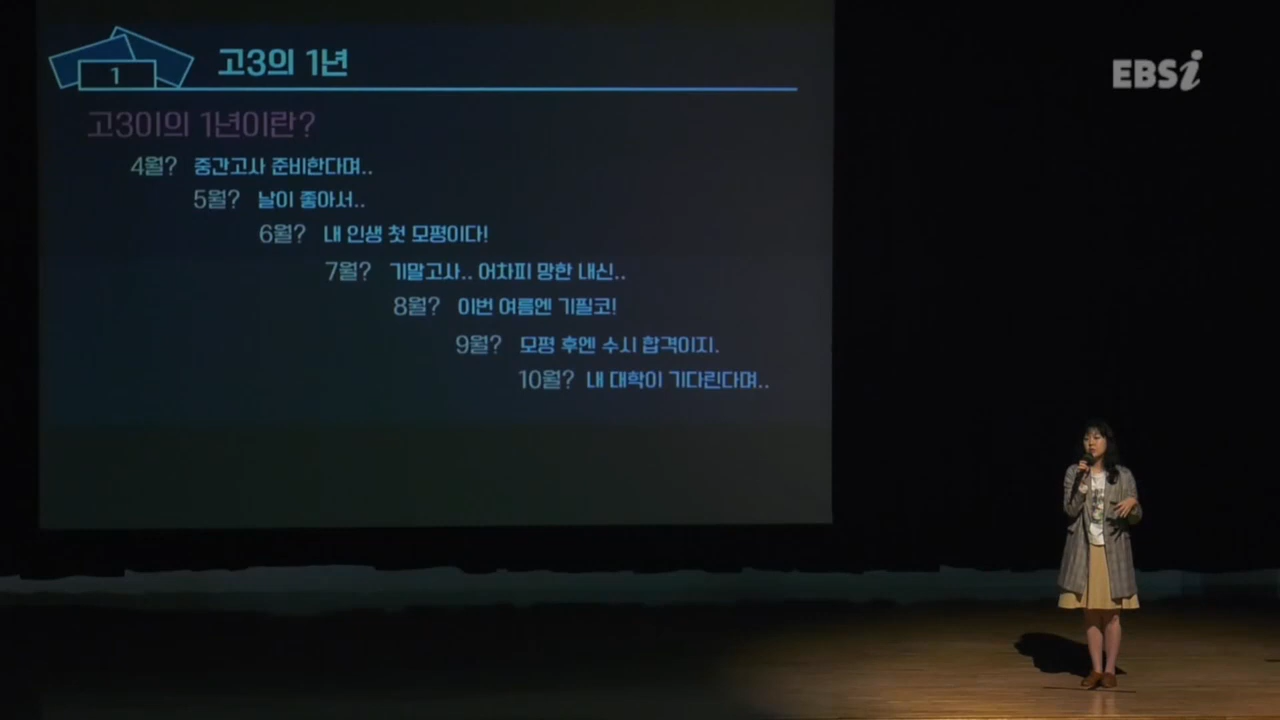 1
고3의 1년
EBSi
고3이의 1년이란?
4월? 중간고사 준비한다며..
5월? 날이 좋아서..
6월? 내 인생 첫 모평이다!
7월? 기말고사.. 어차피 망한 내신..
8월? 이번 여름엔 기필코!
9월? 모평 후엔 수시 합격이지.
10월? 내 대학이 기다린다며..